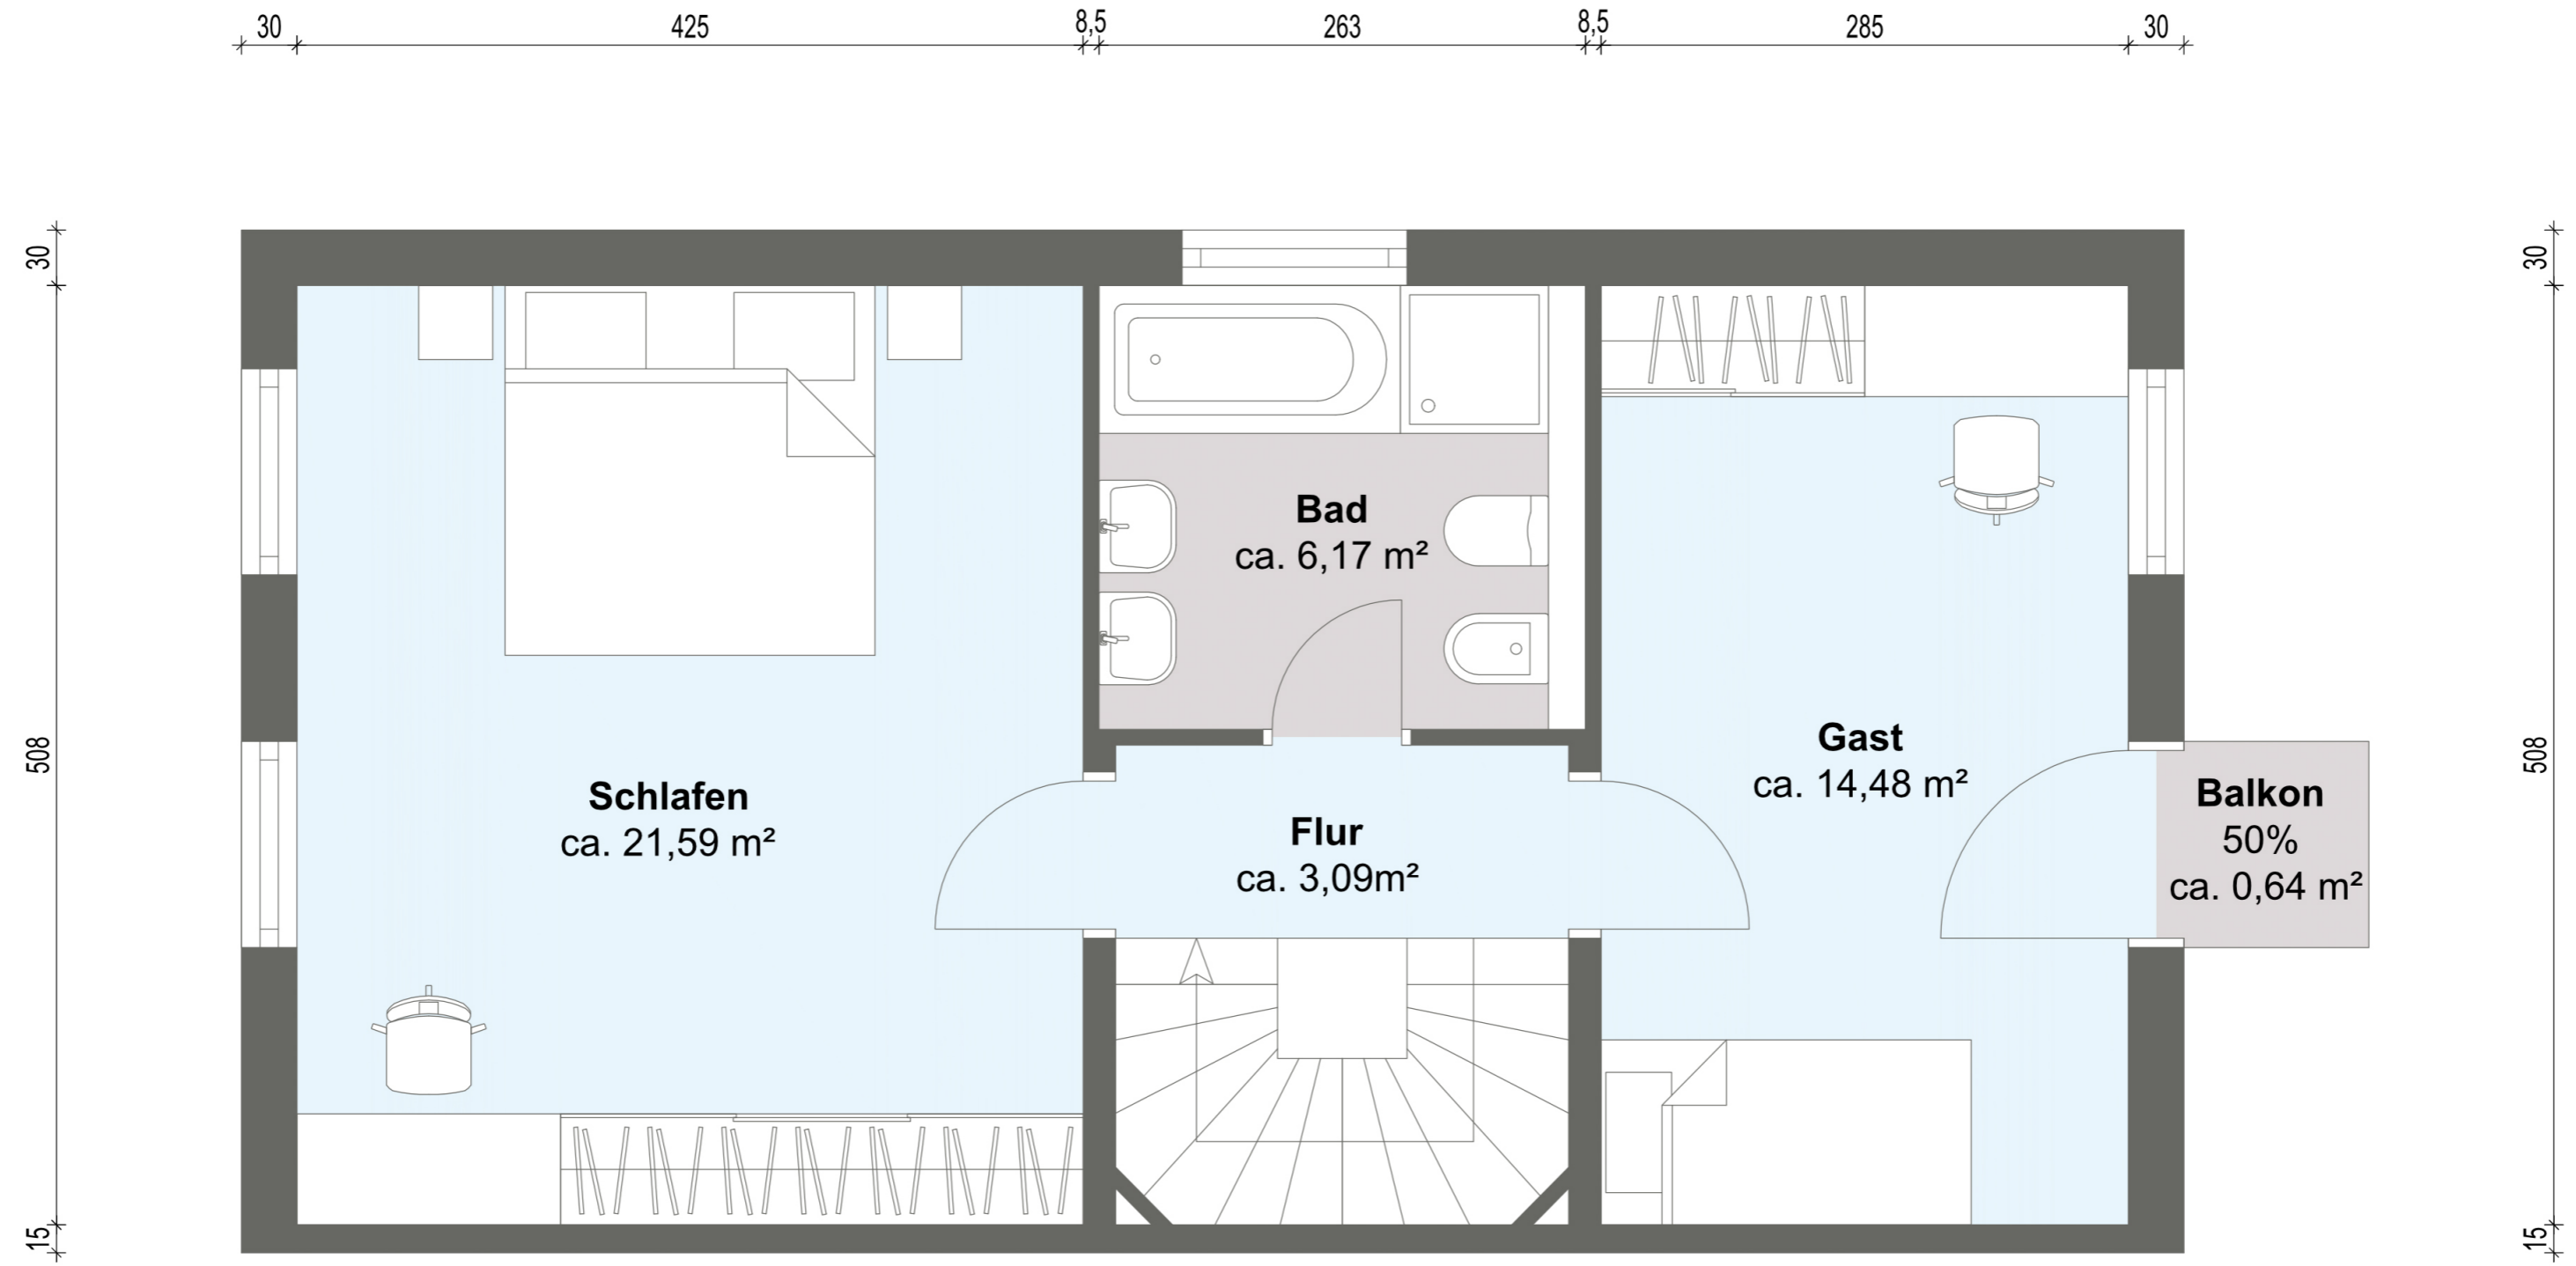 30
425
8,5
263
8,5
285
30
30
30
Bad
ca. 6,17 m²
Gast
ca. 14,48 m²
508
508
Schlafen
ca. 21,59 m²
Flur
ca. 3,09m²
Balkon
50%
ca. 0,64 m²
15
15